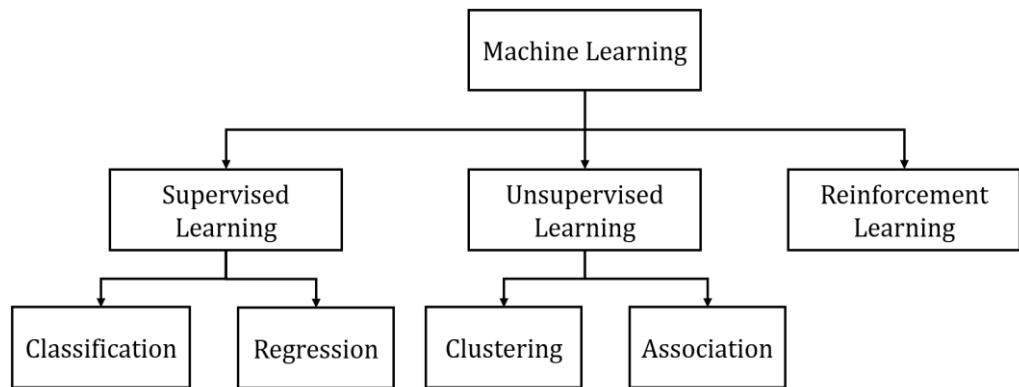 Machine Learning
Supervised
Learning
Unsupervised
Learning
Reinforcement
Learning
Classification
Regression
Clustering
Association